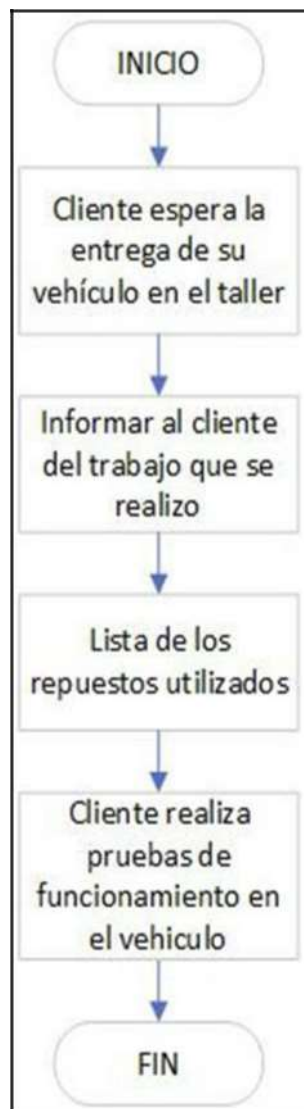 INICIO
Cliente espera la
entrega de su
vehículo en el taller
Informar al cliente
del trabajo que se
realizo
Lista de los
repuestos utilizados
Cliente realiza
pruebas de
funcionamiento en
el vehiculo
FIN